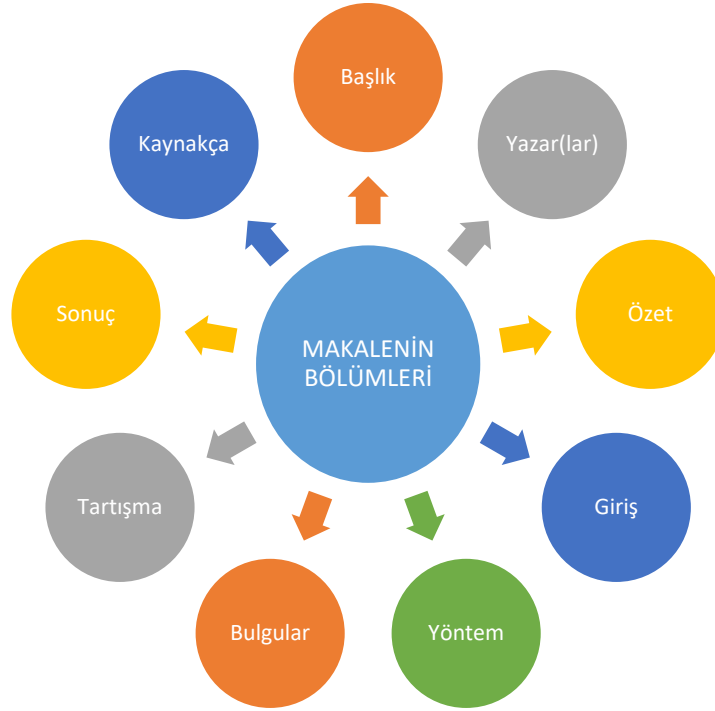 Başlık
Yazar(lar)
Özet
Giriş
Yöntem
Bulgular
Tartışma
Sonuç
Kaynakça
MAKALENİN
BÖLÜMLERİ